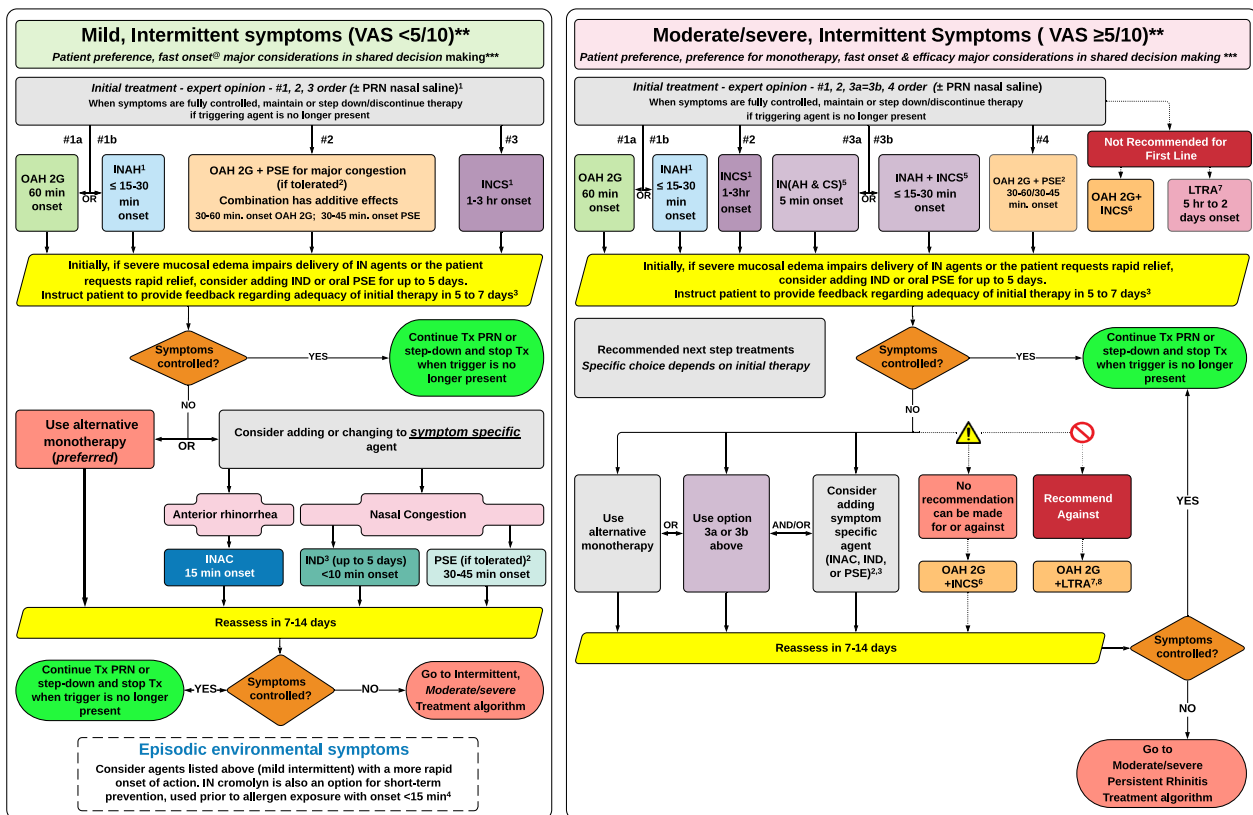 Mild, Intermittent symptoms (VAS <5/10)**
Patient preference, fast onset@ major considerations in shared decision making***
Initial treatment - expert opinion - #1, 2, 3 order (± PRN nasal saline)¹
When symptoms are fully controlled, maintain or step down/discontinue therapy
if triggering agent is no longer present
#1a
#1b
#2
#3
OAH 2G
60 min
onset
OR
INAH¹
≤ 15-30
min
onset
OAH 2G + PSE for major congestion
(if tolerated²)
Combination has additive effects
30-60 min. onset OAH 2G; 30-45 min. onset PSE
INCS¹
1-3 hr onset
Initially, if severe mucosal edema impairs delivery of IN agents or the patient
requests rapid relief, consider adding IND or oral PSE for up to 5 days.
Instruct patient to provide feedback regarding adequacy of initial therapy in 5 to 7 days³
Symptoms
controlled?
YES
Continue Tx PRN or
step-down and stop Tx
when trigger is no
longer present
NO
Use alternative
monotherapy
(preferred)
OR
Consider adding or changing to symptom specific
agent
Anterior rhinorrhea
Nasal Congestion
INAC
15 min onset
IND³ (up to 5 days)
<10 min onset
PSE (if tolerated)²
30-45 min onset
Reassess in 7-14 days
Continue Tx PRN or
step-down and stop Tx
when trigger is no longer
present
YES
Symptoms
controlled?
NO
Go to Intermittent,
Moderate/severe
Treatment algorithm
Episodic environmental symptoms
Consider agents listed above (mild intermittent) with a more rapid
onset of action. IN cromolyn is also an option for short-term
prevention, used prior to allergen exposure with onset <15 min⁴
Moderate/severe, Intermittent Symptoms ( VAS ≥5/10)**
Patient preference, preference for monotherapy, fast onset & efficacy major considerations in shared decision making ***
Initial treatment - expert opinion - #1, 2, 3a=3b, 4 order (± PRN nasal saline)
When symptoms are fully controlled, maintain or step down/discontinue therapy
if triggering agent is no longer present
#1a
#1b
#2
#3a
#3b
#4
Not Recommended for
First Line
OAH 2G
60 min
onset
OR
INAH¹
≤ 15-30
min
onset
INCS¹
1-3hr
onset
IN(AH & CS)⁵
5 min onset
OR
INAH + INCS⁵
≤ 15-30 min onset
OAH 2G + PSE²
30-60/30-45
min. onset
OAH 2G+
INCS⁶
LTRA⁷
5 hr to 2
days onset
Initially, if severe mucosal edema impairs delivery of IN agents or the patient requests rapid relief,
consider adding IND or oral PSE for up to 5 days.
Instruct patient to provide feedback regarding adequacy of initial therapy in 5 to 7 days³
Recommended next step treatments
Specific choice depends on initial therapy
Symptoms
controlled?
YES
Continue Tx PRN or
step-down and stop Tx
when trigger is no longer
present
NO
Use
alternative
monotherapy
OR
Use option
3a or 3b
above
AND/OR
Consider
adding
symptom
specific
agent
(INAC, IND,
or PSE)²,³
No
recommendation
can be made
for or against
OAH 2G
+INCS⁶
Recommend
Against
OAH 2G
+LTRA⁷,⁸
YES
Reassess in 7-14 days
Symptoms
controlled?
NO
Go to
Moderate/severe
Persistent Rhinitis
Treatment algorithm